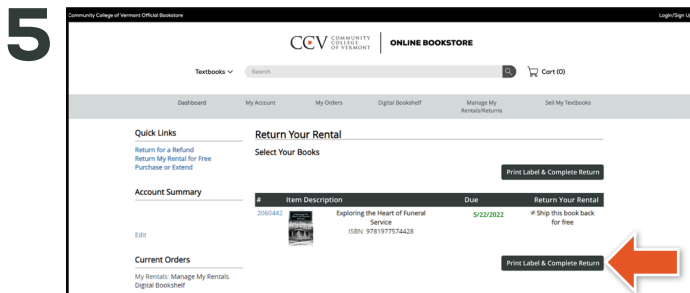 5
Community College of Vermont Official Bookstore
Login/Sign U
CCV COMMUNITY COLLEGE OF VERMONT ONLINE BOOKSTORE
Textbooks Search Cart (0)
Dashboard My Account My Orders Digital Bookshelf Manage My Rentals/Returns Sell My Textbooks
Quick Links
Return for a Refund
Return My Rental for Free
Purchase or Extend
Account Summary
Edit
Current Orders
My Rentals: Manage My Rentals
Digital Bookshelf
Return Your Rental
Select Your Books
Print Label & Complete Return
# Item Description Due Return Your Rental
2060442 Exploring the Heart of Funeral Service 5/22/2022 Ship this book back for free
ISBN: 9781977574428
Print Label & Complete Return